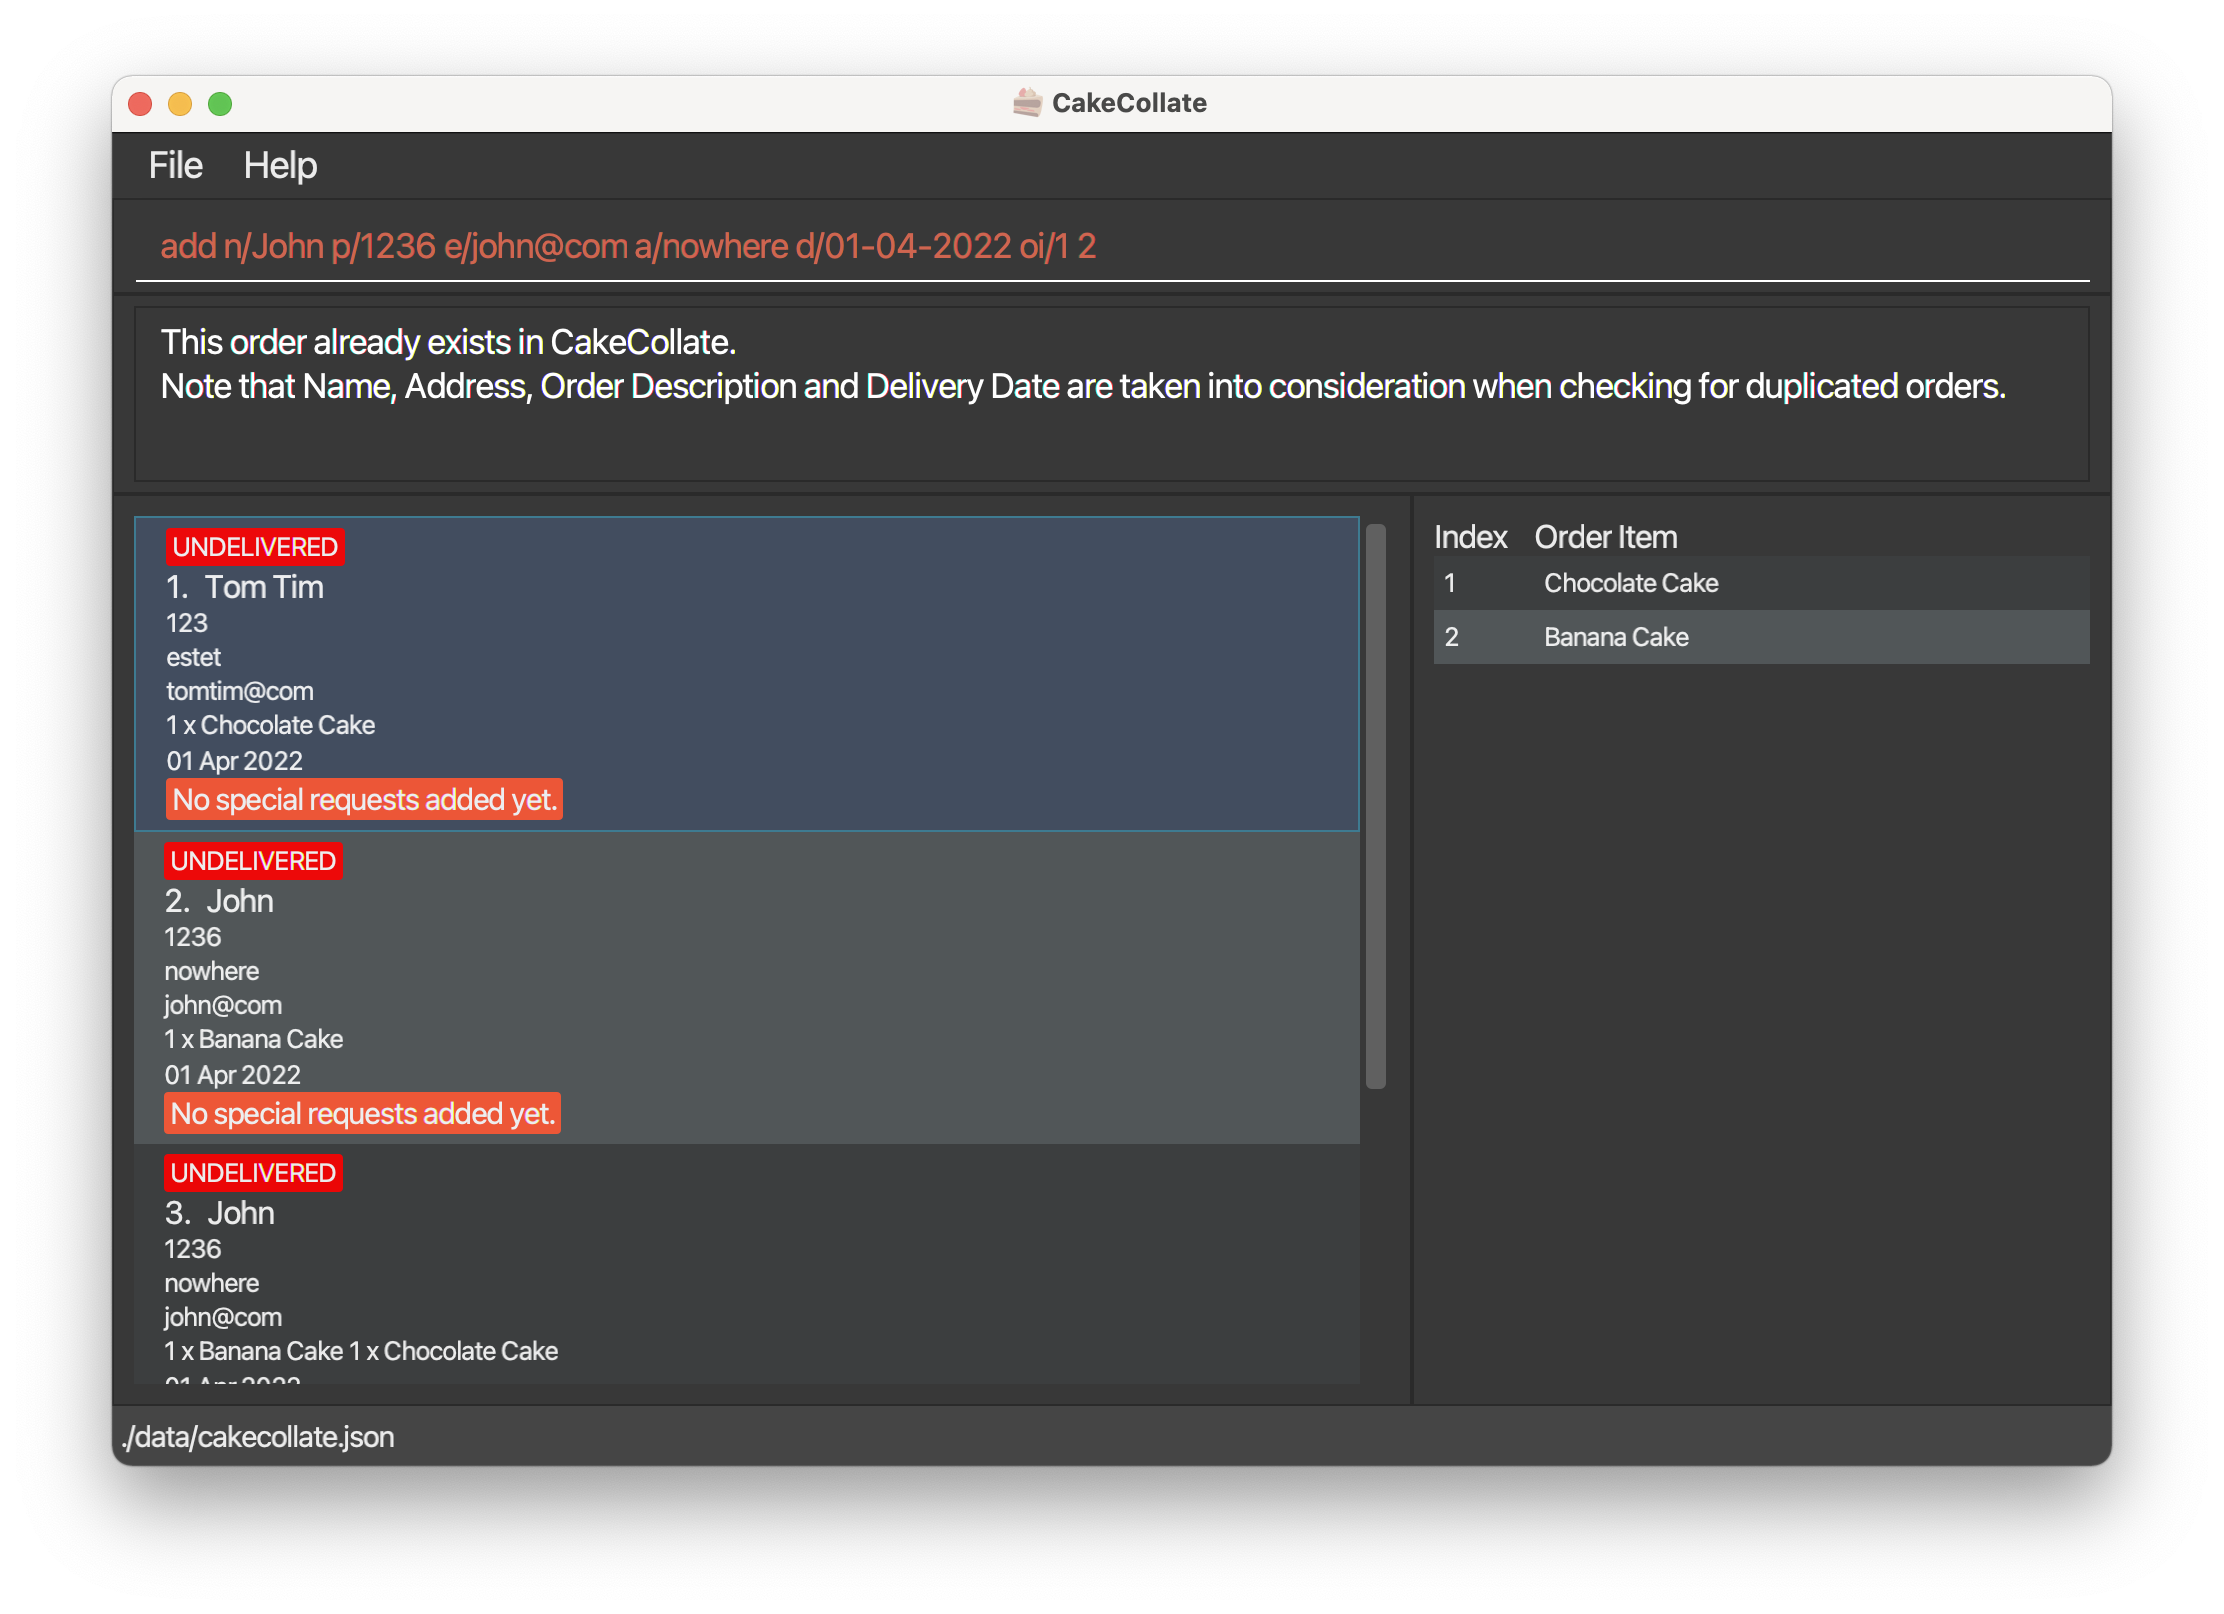 CakeCollate
File Help
add n/John p/1236 e/john@com a/nowhere d/01-04-2022 oi/1 2
This order already exists in CakeCollate.
Note that Name, Address, Order Description and Delivery Date are taken into consideration when checking for duplicated orders.
UNDELIVERED
1. Tom Tim
123
estet
tomtim@com
1 x Chocolate Cake
01 Apr 2022
No special requests added yet.
UNDELIVERED
2. John
1236
nowhere
john@com
1 x Banana Cake
01 Apr 2022
No special requests added yet.
UNDELIVERED
3. John
1236
nowhere
john@com
1 x Banana Cake 1 x Chocolate Cake
01 Apr 2022
Index Order Item
1 Chocolate Cake
2 Banana Cake
./data/cakecollate.json